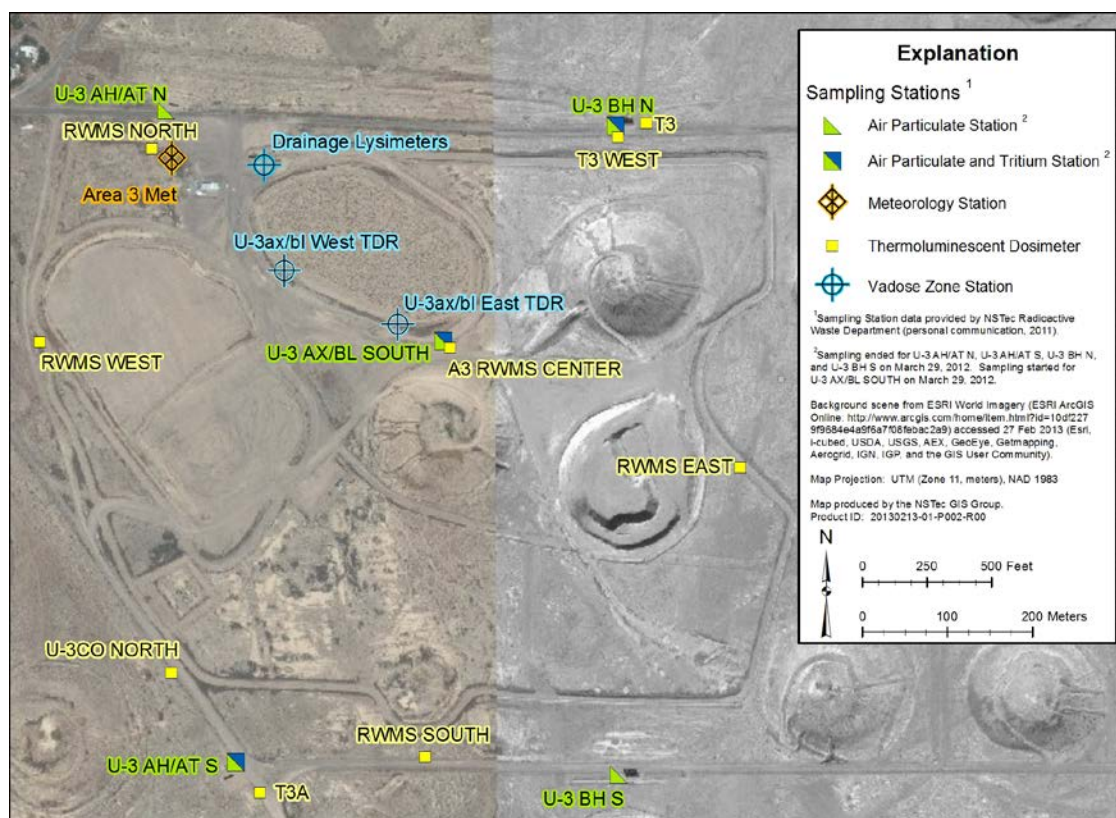 U-3 AH/AT N
RWMS NORTH
Area 3 Met
Drainage Lysimeters
U-3 BH N
T3
T3 WEST
U-3ax/bl West TDR
U-3ax/bl East TDR
U-3 AX/BL SOUTH
A3 RWMS CENTER
RWMS WEST
RWMS EAST
U-3CO NORTH
RWMS SOUTH
U-3 AH/AT S
T3A
U-3 BH S
Explanation
Sampling Stations 1
Air Particulate Station 2
Air Particulate and Tritium Station 2
Meteorology Station
Thermoluminescent Dosimeter
Vadose Zone Station
1Sampling Station data provided by NSTec Radioactive
Waste Department (personal communication, 2011).
2Sampling ended for U-3 AH/AT N, U-3 AH/AT S, U-3 BH N,
and U-3 BH S on March 29, 2012. Sampling started for
U-3 AX/BL SOUTH on March 29, 2012.
Background scene from ESRI World Imagery (ESRI ArcGIS
Online: http://www.arcgis.com/home/item.html?id=10df227
9f9684e4a9f6a7f08febac2a9) accessed 27 Feb 2013 (Esri,
i-cubed, USDA, USGS, AEX, GeoEye, Getmapping,
Aerogrid, IGN, IGP, and the GIS User Community).
Map Projection: UTM (Zone 11, meters), NAD 1983
Map produced by the NSTec GIS Group.
Product ID: 20130213-01-P002-R00
N
0 250 500 Feet
0 100 200 Meters